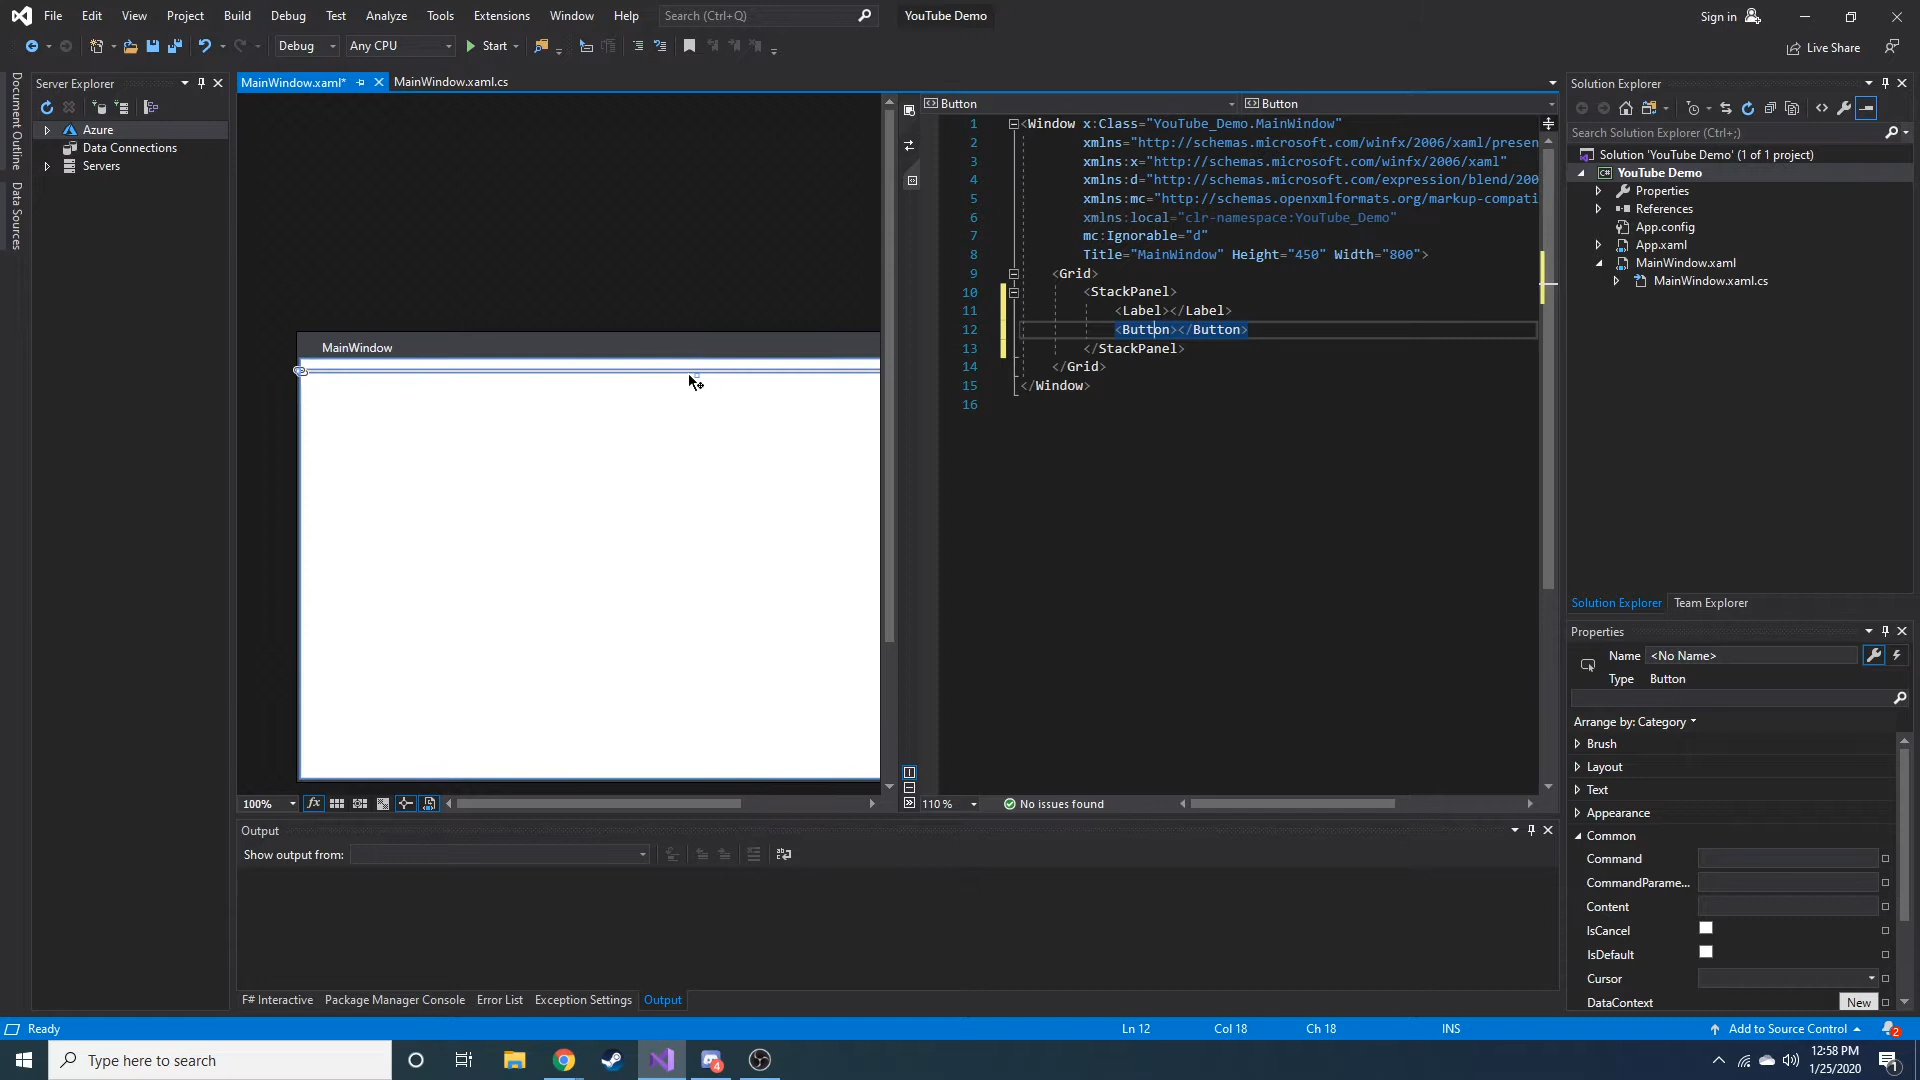 File Edit View Project Build Debug Test Analyze Tools Extensions Window Help Search (Ctrl+Q) YouTube Demo Sign in
Debug Any CPU Start Live Share
Document Outline
Data Sources
Server Explorer
Azure
Data Connections
Servers
MainWindow.xaml* MainWindow.xaml.cs
MainWindow
100%
Button Button
1 <Window x:Class="YouTube_Demo.MainWindow"
2 xmlns="http://schemas.microsoft.com/winfx/2006/xaml/presen
3 xmlns:x="http://schemas.microsoft.com/winfx/2006/xaml"
4 xmlns:d="http://schemas.microsoft.com/expression/blend/200
5 xmlns:mc="http://schemas.openxmlformats.org/markup-compati
6 xmlns:local="clr-namespace:YouTube_Demo"
7 mc:Ignorable="d"
8 Title="MainWindow" Height="450" Width="800">
9 <Grid>
10 <StackPanel>
11 <Label></Label>
12 <Button></Button>
13 </StackPanel>
14 </Grid>
15 </Window>
16
110 % No issues found
Output
Show output from:
F# Interactive Package Manager Console Error List Exception Settings Output
Solution Explorer
Search Solution Explorer (Ctrl+;)
Solution 'YouTube Demo' (1 of 1 project)
C# YouTube Demo
Properties
References
App.config
App.xaml
MainWindow.xaml
MainWindow.xaml.cs
Solution Explorer Team Explorer
Properties
Name <No Name>
Type Button
Arrange by: Category
Brush
Layout
Text
Appearance
Common
Command
CommandParame...
Content
IsCancel
IsDefault
Cursor
DataContext New
Ready Ln 12 Col 18 Ch 18 INS Add to Source Control 2
Type here to search 4 12:58 PM
1/25/2020 1